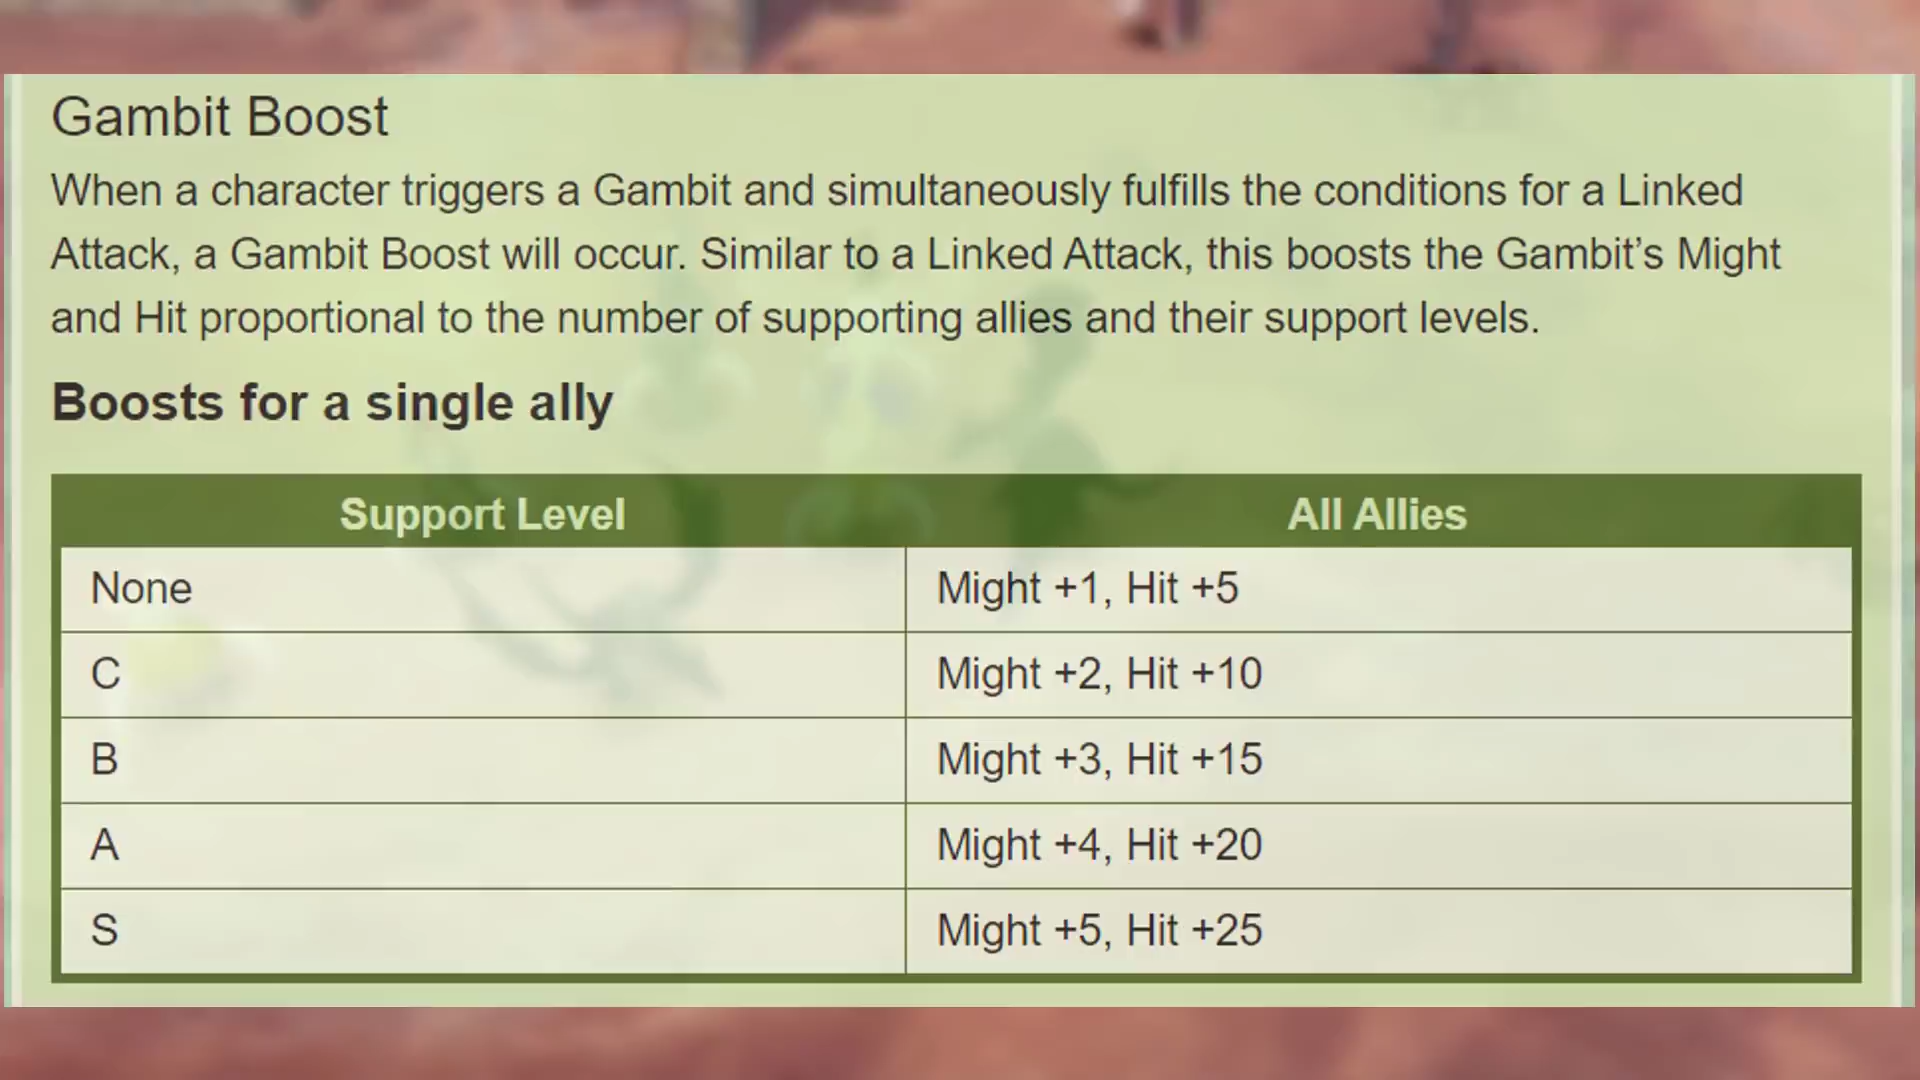 Gambit Boost
When a character triggers a Gambit and simultaneously fulfills the conditions for a Linked
Attack, a Gambit Boost will occur. Similar to a Linked Attack, this boosts the Gambit’s Might
and Hit proportional to the number of supporting allies and their support levels.
Boosts for a single ally
Support Level All Allies
None Might +1, Hit +5
C Might +2, Hit +10
B Might +3, Hit +15
A Might +4, Hit +20
S Might +5, Hit +25